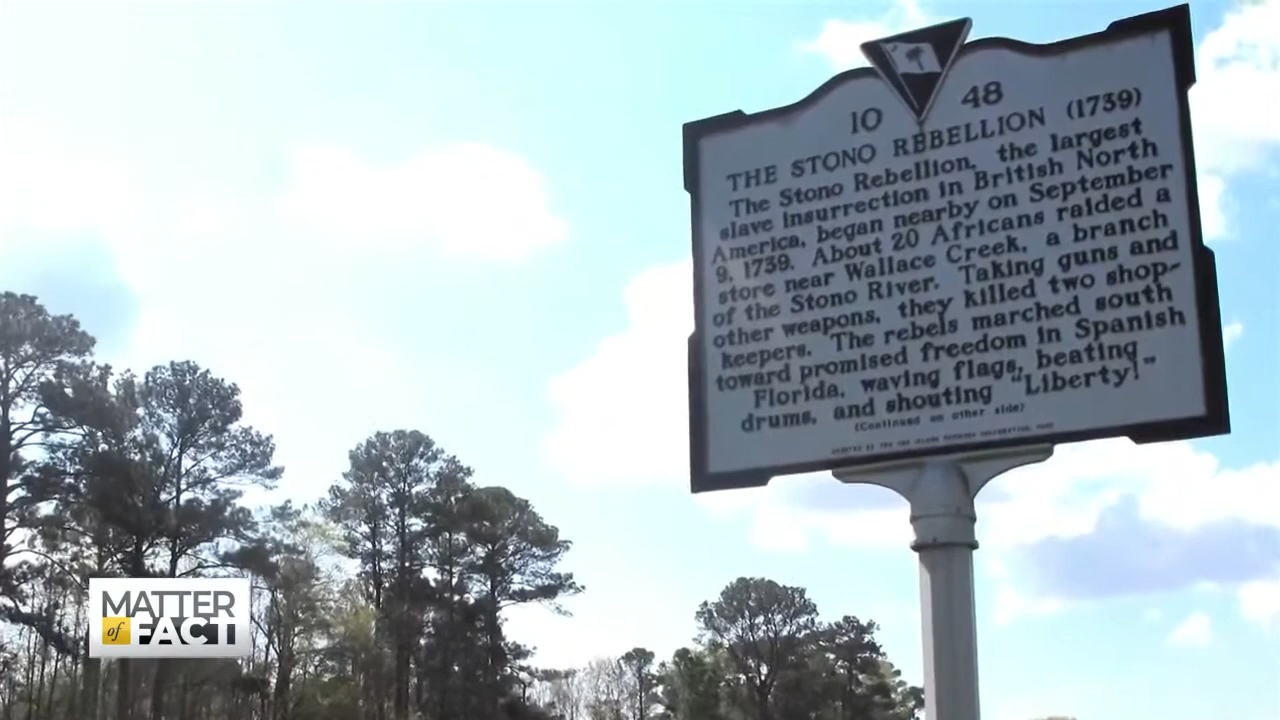 10 48
THE STONO REBELLION (1739)
The Stono Rebellion, the largest
slave insurrection in British North
America, began nearby on September
9, 1739. About 20 Africans raided a
store near Wallace Creek, a branch
of the Stono River. Taking guns and
other weapons, they killed two shop-
keepers. The rebels marched south
toward promised freedom in Spanish
Florida, waving flags, beating
drums, and shouting "Liberty!"
(Continued on other side)
MATTER
of FACT